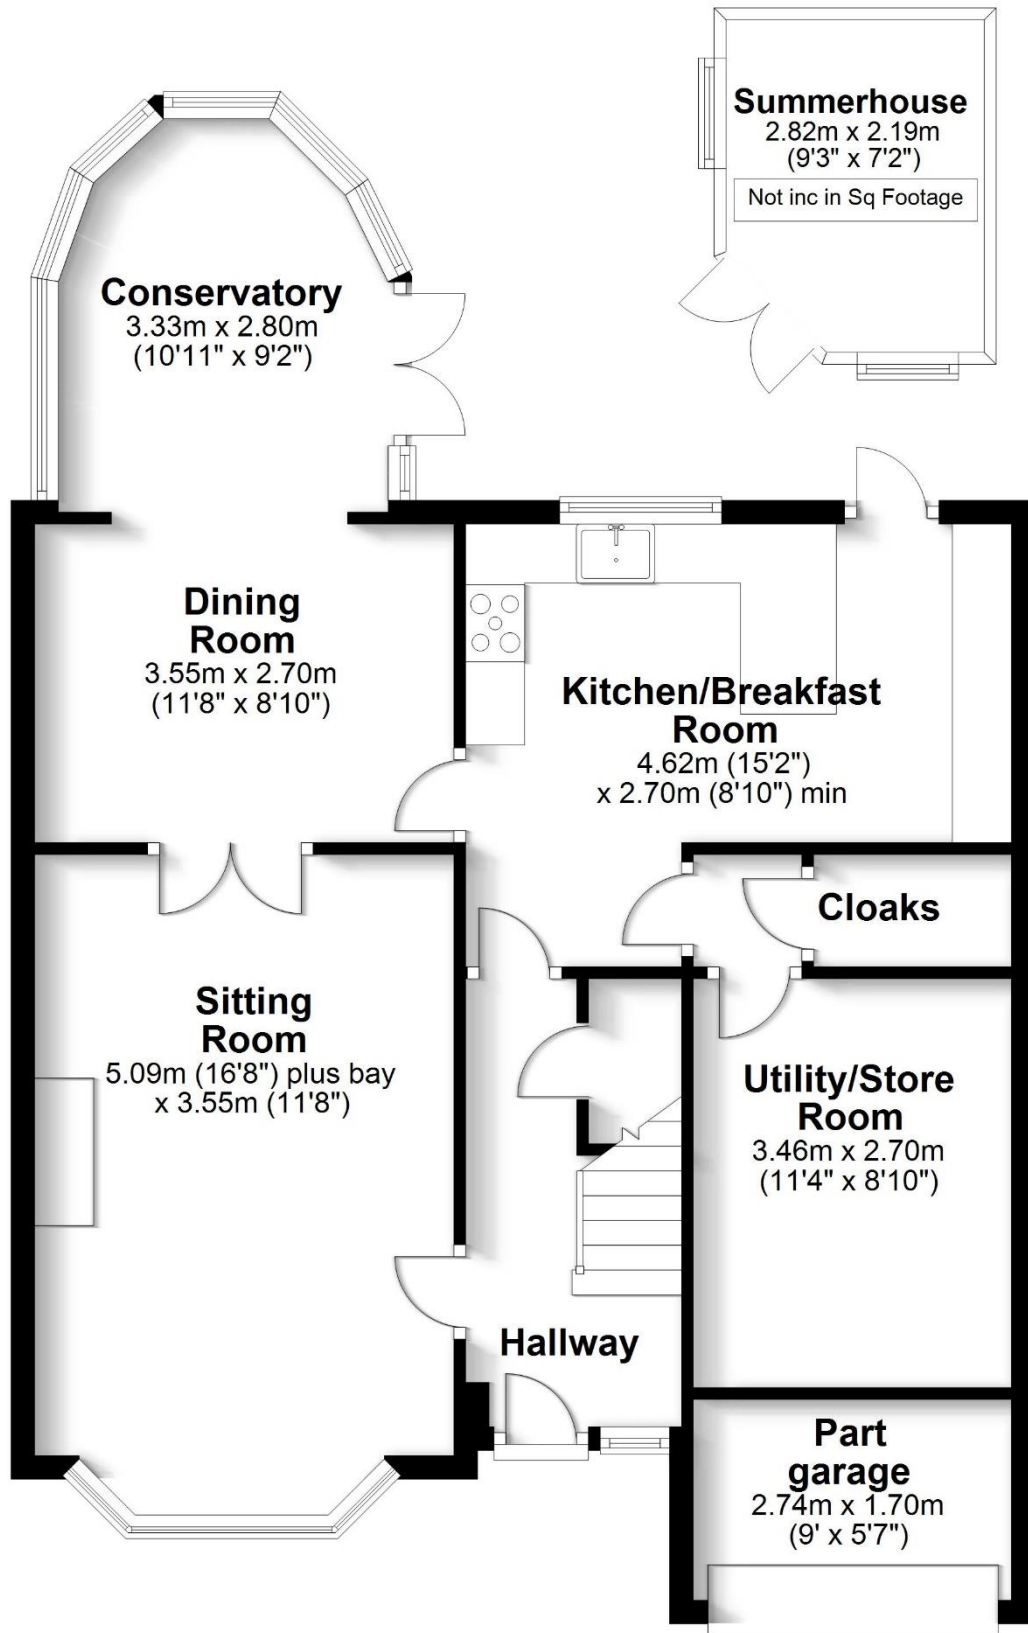 Summerhouse
2.82m x 2.19m
(9'3" x 7'2")
Not inc in Sq Footage
Conservatory
3.33m x 2.80m
(10'11" x 9'2")
Dining
Room
3.55m x 2.70m
(11'8" x 8'10")
Kitchen/Breakfast
Room
4.62m (15'2")
x 2.70m (8'10") min
Cloaks
Sitting
Room
5.09m (16'8") plus bay
x 3.55m (11'8")
Utility/Store
Room
3.46m x 2.70m
(11'4" x 8'10")
Hallway
Part
garage
2.74m x 1.70m
(9' x 5'7")